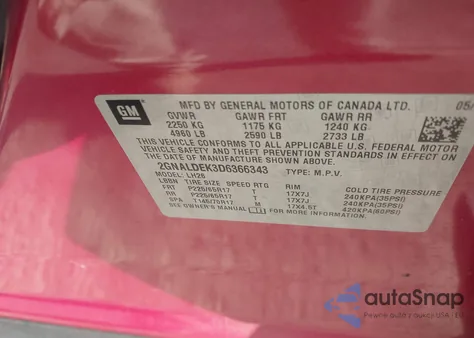 GM
MFD BY GENERAL MOTORS OF CANADA LTD.
05/
GVWR GAWR FRT GAWR RR
2250 KG 1175 KG 1240 KG
4960 LB 2590 LB 2733 LB
THIS VEHICLE CONFORMS TO ALL APPLICABLE U.S. FEDERAL MOTOR
VEHICLE SAFETY AND THEFT PREVENTION STANDARDS IN EFFECT ON THE DATE OF
MANUFACTURE SHOWN ABOVE.
2GNALDEK3D6366343 TYPE: M.P.V.
MODEL: LH26
TIRE SIZE SPEED RTG RIM COLD TIRE PRESSURE
FRT P225/65R17 T 17X7J 240KPA(35PSI)
RR P225/65R17 T 17X7J 240KPA(35PSI)
SPA T145/70R17 M 17X4.5T 420KPA(60PSI)
SEE OWNER'S MANUAL
autoSnap